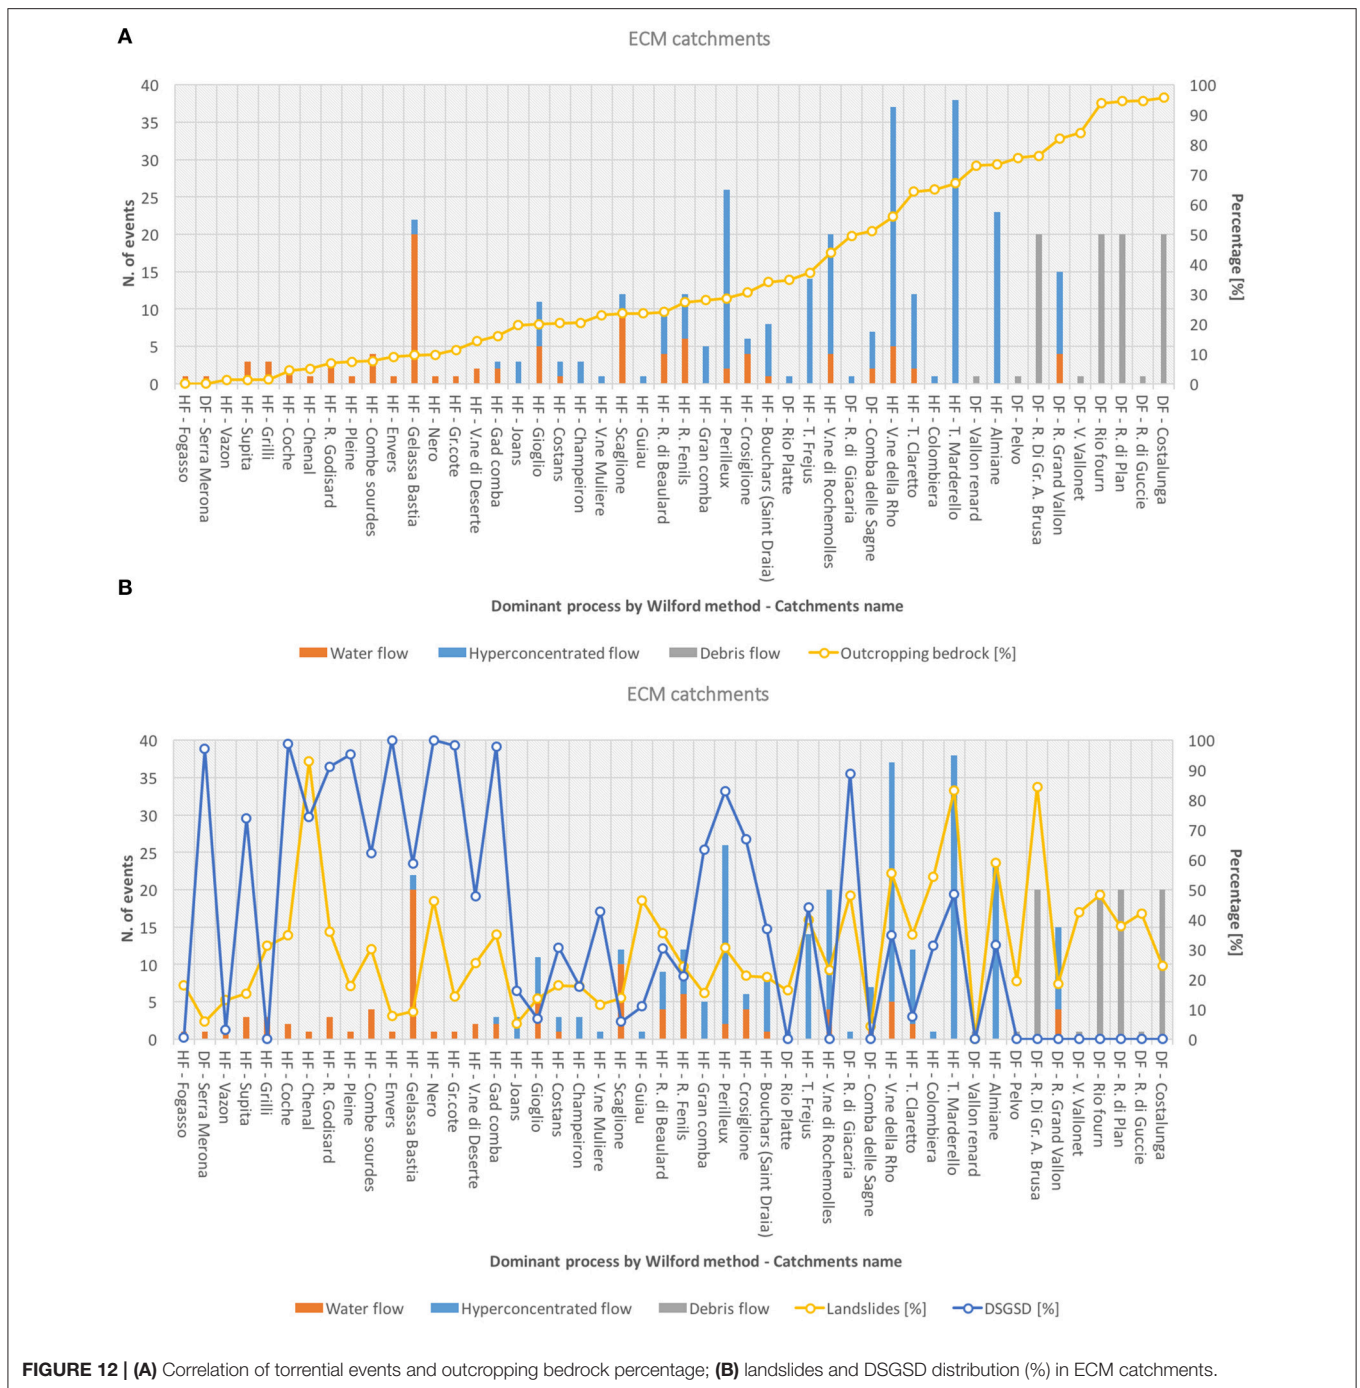 A
ECM catchments
40
35
30
25
20
15
10
5
0
N. of events
100
90
80
70
60
50
40
30
20
10
0
Percentage [%]
HF - Fogasso
DF - Serra Merona
HF - Vazon
HF - Supita
HF - Grilli
HF - Coche
HF - Chenal
HF - R. Godisard
HF - Pleine
HF - Combe sourdes
HF - Envers
HF - Gelassa Bastia
HF - Nero
HF - Gr.cote
HF - V.ne di Deserte
HF - Gad comba
HF - Joans
HF - Gioglio
HF - Costans
HF - Champeiron
HF - V.ne Muliere
HF - Scaglione
HF - Guiau
HF - R. di Beaulard
HF - R. Fenils
HF - Gran comba
HF - Perilleux
HF - Crosiglione
HF - Bouchars (Saint Draia)
DF - Rio Platte
HF - T. Frejus
HF - V.ne di Rochemolles
DF - R. di Giacaria
DF - Comba delle Sagne
HF - V.ne della Rho
HF - T. Claretto
HF - Colombiera
HF - T. Marderello
DF - Vallon renard
HF - Almiane
DF - Pelvo
DF - R. Di Gr. A. Brusa
DF - R. Grand Vallon
DF - V. Vallonet
DF - Rio fourn
DF - R. di Plan
DF - R. di Guccie
DF - Costalunga
Dominant process by Wilford method - Catchments name
Water flow Hyperconcentrated flow Debris flow Outcropping bedrock [%]
B
ECM catchments
40
35
30
25
20
15
10
5
0
N. of events
100
90
80
70
60
50
40
30
20
10
0
Percentage [%]
HF - Fogasso
DF - Serra Merona
HF - Vazon
HF - Supita
HF - Grilli
HF - Coche
HF - Chenal
HF - R. Godisard
HF - Pleine
HF - Combe sourdes
HF - Envers
HF - Gelassa Bastia
HF - Nero
HF - Gr.cote
HF - V.ne di Deserte
HF - Gad comba
HF - Joans
HF - Gioglio
HF - Costans
HF - Champeiron
HF - V.ne Muliere
HF - Scaglione
HF - Guiau
HF - R. di Beaulard
HF - R. Fenils
HF - Gran comba
HF - Perilleux
HF - Crosiglione
HF - Bouchars (Saint Draia)
DF - Rio Platte
HF - T. Frejus
HF - V.ne di Rochemolles
DF - R. di Giacaria
DF - Comba delle Sagne
HF - V.ne della Rho
HF - T. Claretto
HF - Colombiera
HF - T. Marderello
DF - Vallon renard
HF - Almiane
DF - Pelvo
DF - R. Di Gr. A. Brusa
DF - R. Grand Vallon
DF - V. Vallonet
DF - Rio fourn
DF - R. di Plan
DF - R. di Guccie
DF - Costalunga
Dominant process by Wilford method - Catchments name
Water flow Hyperconcentrated flow Debris flow Landslides [%] DSGSD [%]
FIGURE 12 | (A) Correlation of torrential events and outcropping bedrock percentage; (B) landslides and DSGSD distribution (%) in ECM catchments.